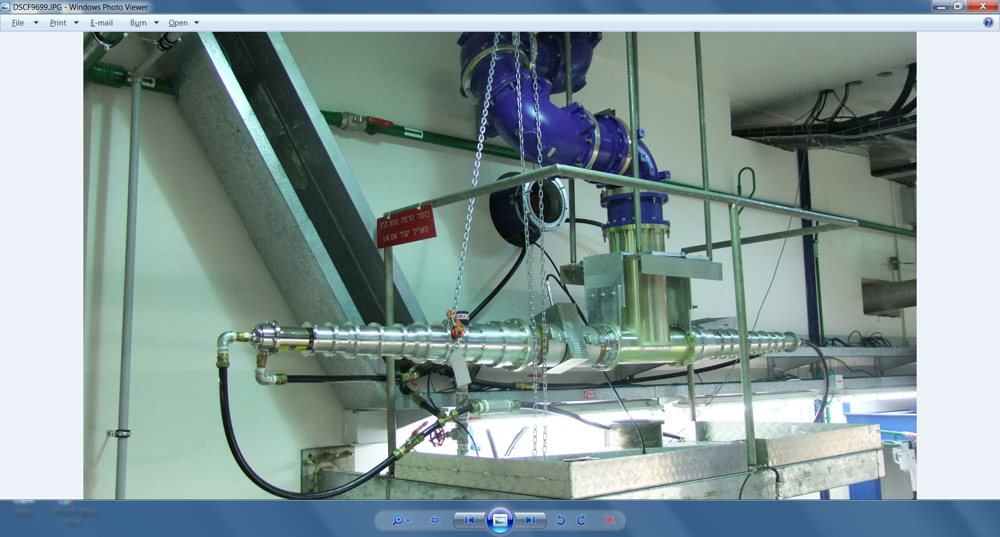 DSCF9699.JPG - Windows Photo Viewer
File Print E-mail Burn Open
כושר הרמה 300 ק"ג
תאריך יצור 16.06
A.R.I.